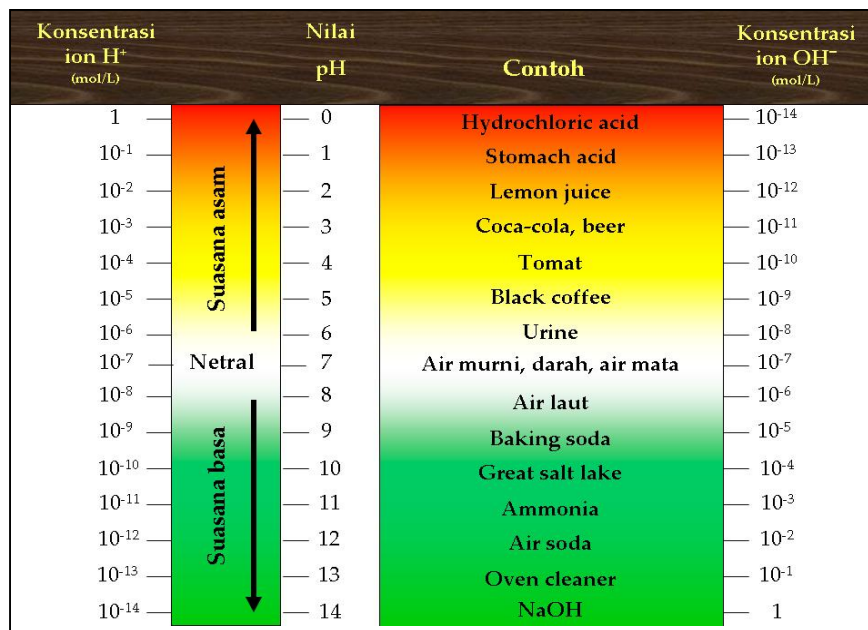 Konsentrasi
ion H⁺
(mol/L)
Nilai
pH
Contoh
Konsentrasi
ion OH⁻
(mol/L)
1 0 Hydrochloric acid 10⁻¹⁴
10⁻¹ 1 Stomach acid 10⁻¹³
10⁻² 2 Lemon juice 10⁻¹²
10⁻³ 3 Coca-cola, beer 10⁻¹¹
10⁻⁴ 4 Tomat 10⁻¹⁰
10⁻⁵ 5 Black coffee 10⁻⁹
10⁻⁶ 6 Urine 10⁻⁸
10⁻⁷ Netral 7 Air murni, darah, air mata 10⁻⁷
10⁻⁸ 8 Air laut 10⁻⁶
10⁻⁹ 9 Baking soda 10⁻⁵
10⁻¹⁰ 10 Great salt lake 10⁻⁴
10⁻¹¹ 11 Ammonia 10⁻³
10⁻¹² 12 Air soda 10⁻²
10⁻¹³ 13 Oven cleaner 10⁻¹
10⁻¹⁴ 14 NaOH 1
Suasana asam
Suasana basa